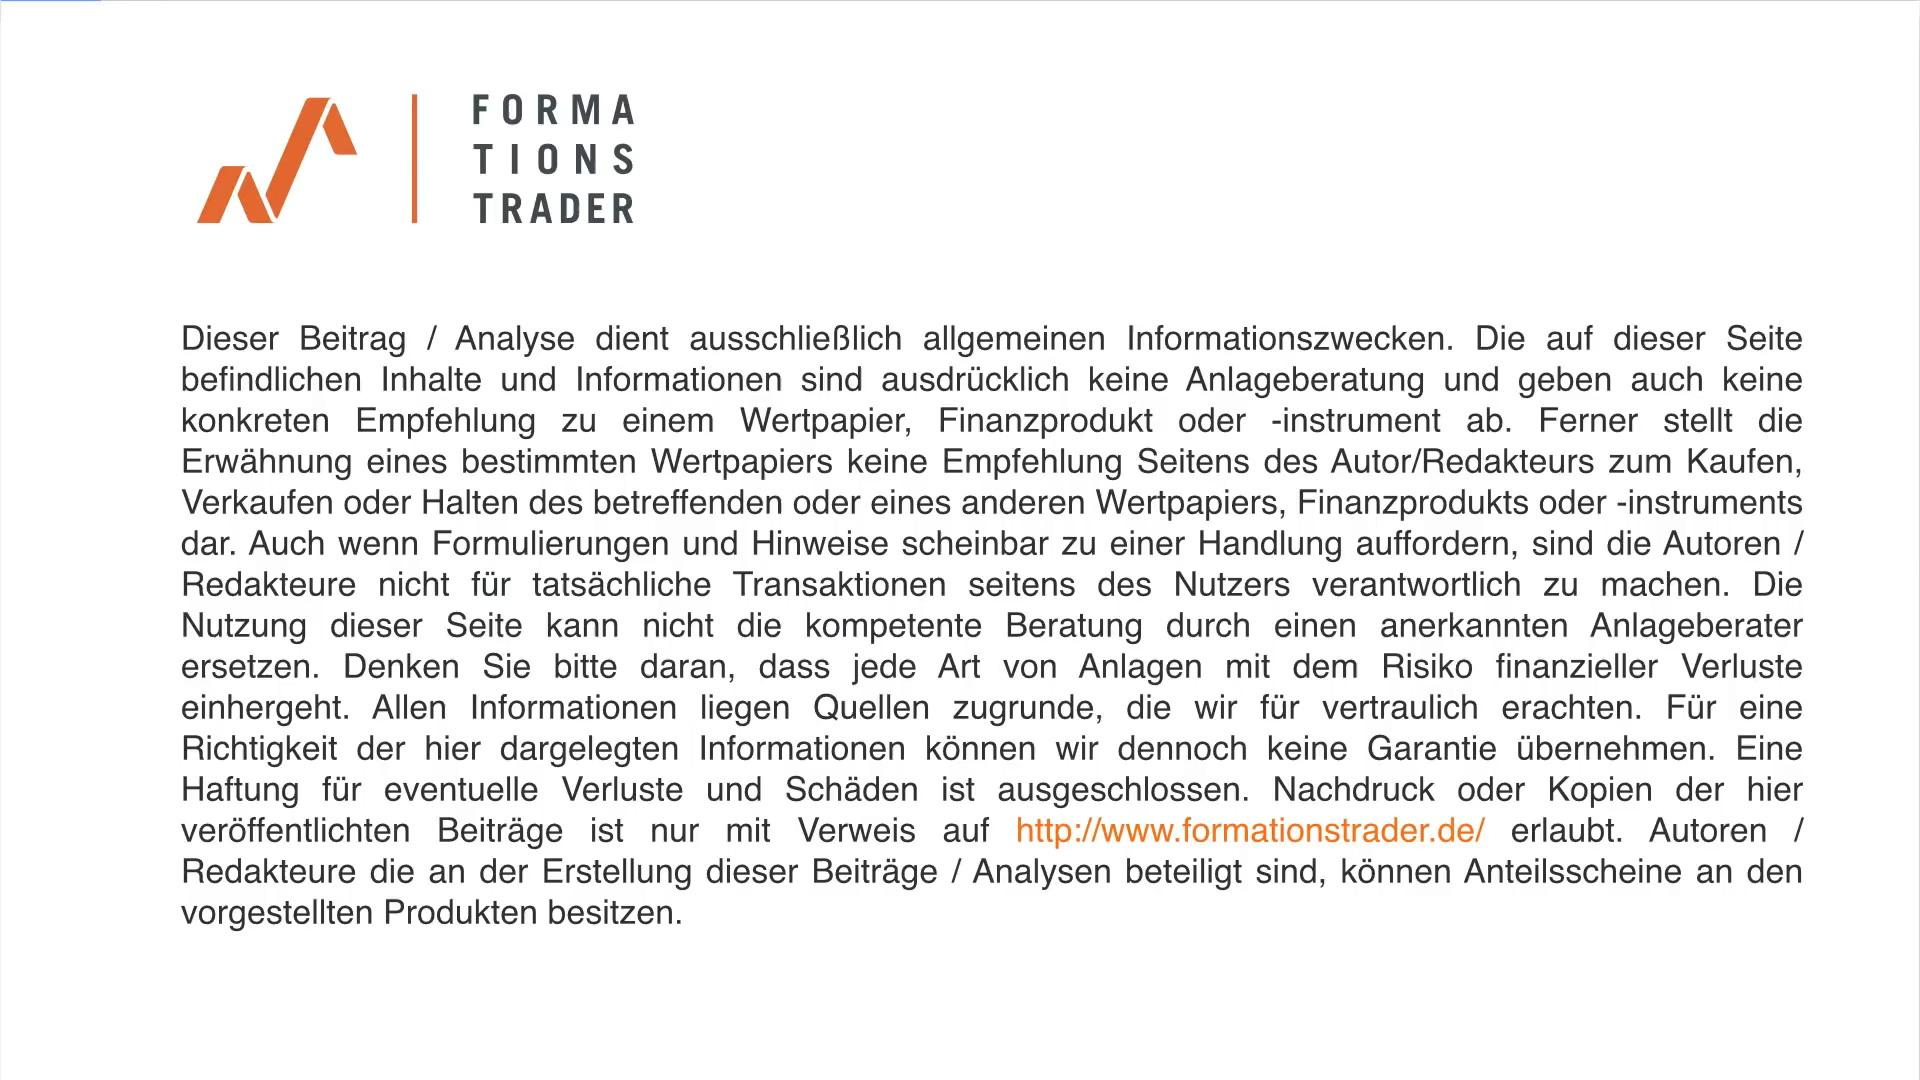 FORMA
TIONS
TRADER
Dieser Beitrag / Analyse dient ausschließlich allgemeinen Informationszwecken. Die auf dieser Seite
befindlichen Inhalte und Informationen sind ausdrücklich keine Anlageberatung und geben auch keine
konkreten Empfehlung zu einem Wertpapier, Finanzprodukt oder -instrument ab. Ferner stellt die
Erwähnung eines bestimmten Wertpapiers keine Empfehlung Seitens des Autor/Redakteurs zum Kaufen,
Verkaufen oder Halten des betreffenden oder eines anderen Wertpapiers, Finanzprodukts oder -instruments
dar. Auch wenn Formulierungen und Hinweise scheinbar zu einer Handlung auffordern, sind die Autoren /
Redakteure nicht für tatsächliche Transaktionen seitens des Nutzers verantwortlich zu machen. Die
Nutzung dieser Seite kann nicht die kompetente Beratung durch einen anerkannten Anlageberater
ersetzen. Denken Sie bitte daran, dass jede Art von Anlagen mit dem Risiko finanzieller Verluste
einhergeht. Allen Informationen liegen Quellen zugrunde, die wir für vertraulich erachten. Für eine
Richtigkeit der hier dargelegten Informationen können wir dennoch keine Garantie übernehmen. Eine
Haftung für eventuelle Verluste und Schäden ist ausgeschlossen. Nachdruck oder Kopien der hier
veröffentlichten Beiträge ist nur mit Verweis auf http://www.formationstrader.de/ erlaubt. Autoren /
Redakteure die an der Erstellung dieser Beiträge / Analysen beteiligt sind, können Anteilsscheine an den
vorgestellten Produkten besitzen.